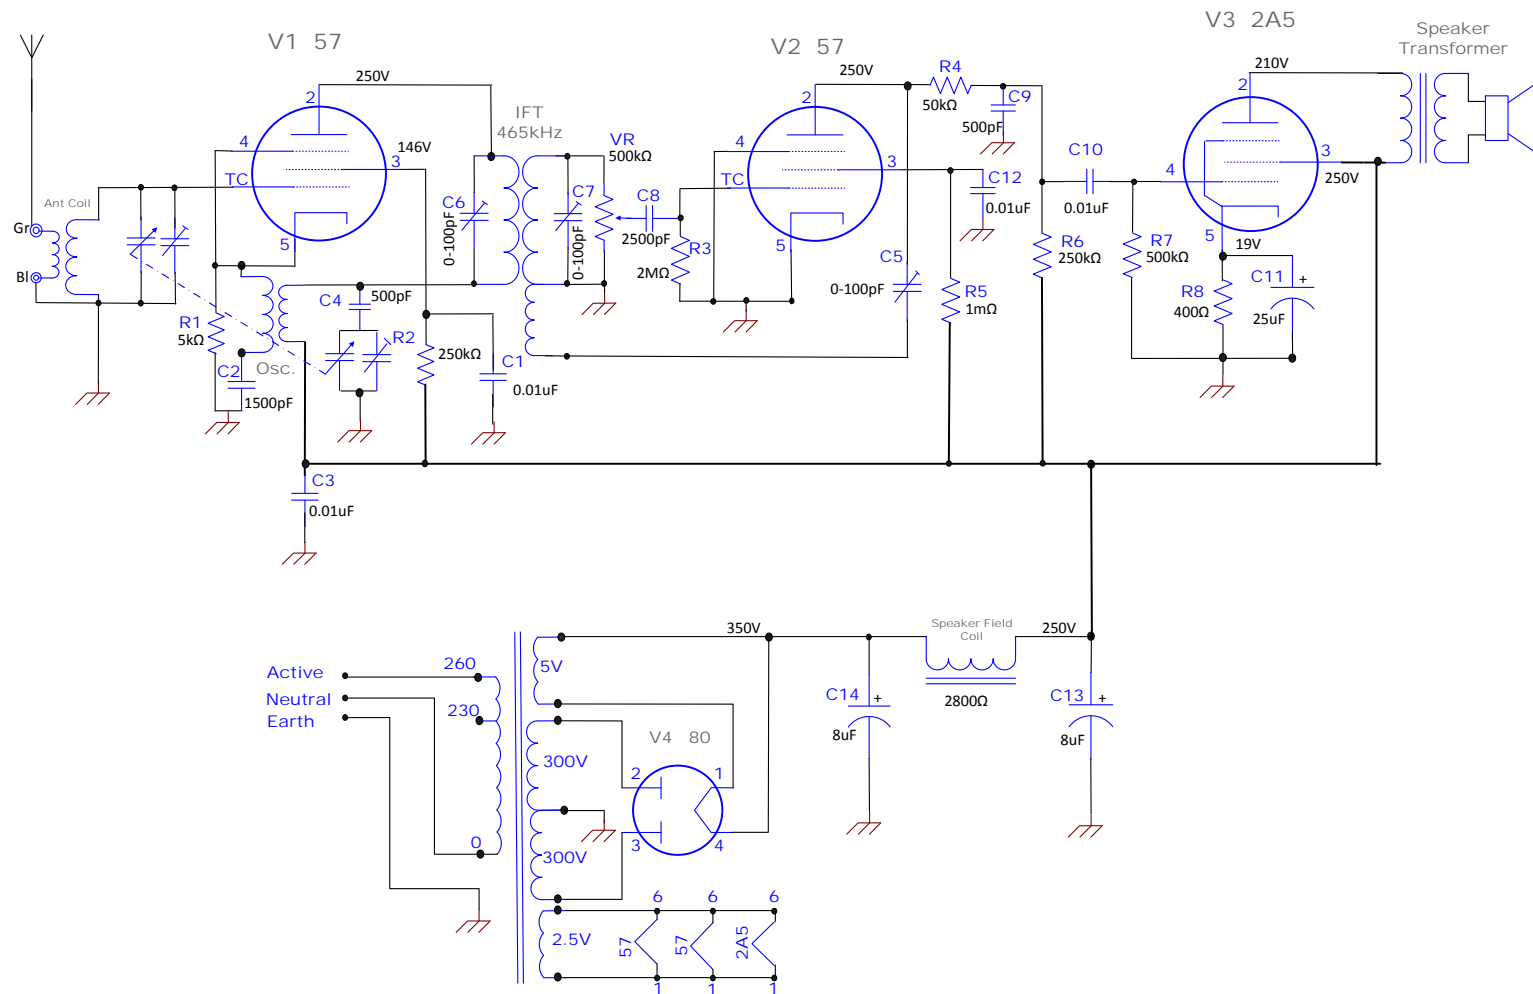 V1 57
V2 57
V3 2A5
Speaker
Transformer
250V
2
4
TC
3
146V
5
IFT
465kHz
VR
500kΩ
C6
0-100pF
C7
0-100pF
C8
2500pF
R3
2MΩ
250V
2
4
TC
3
5
R4
50kΩ
C9
500pF
C12
0.01uF
C5
0-100pF
R5
1mΩ
C10
0.01uF
R6
250kΩ
R7
500kΩ
210V
2
4
3
250V
5
19V
R8
400Ω
C11
+
25uF
Ant Coil
Gr
Bl
R1
5kΩ
C2
1500pF
Osc.
C4
500pF
R2
250kΩ
C1
0.01uF
C3
0.01uF
Active
Neutral
Earth
260
230
0
5V
300V
300V
2.5V
350V
V4 80
2
1
3
4
C14
+
8uF
Speaker Field
Coil
2800Ω
250V
C13
+
8uF
6
6
6
57
57
2A5
1
1
1